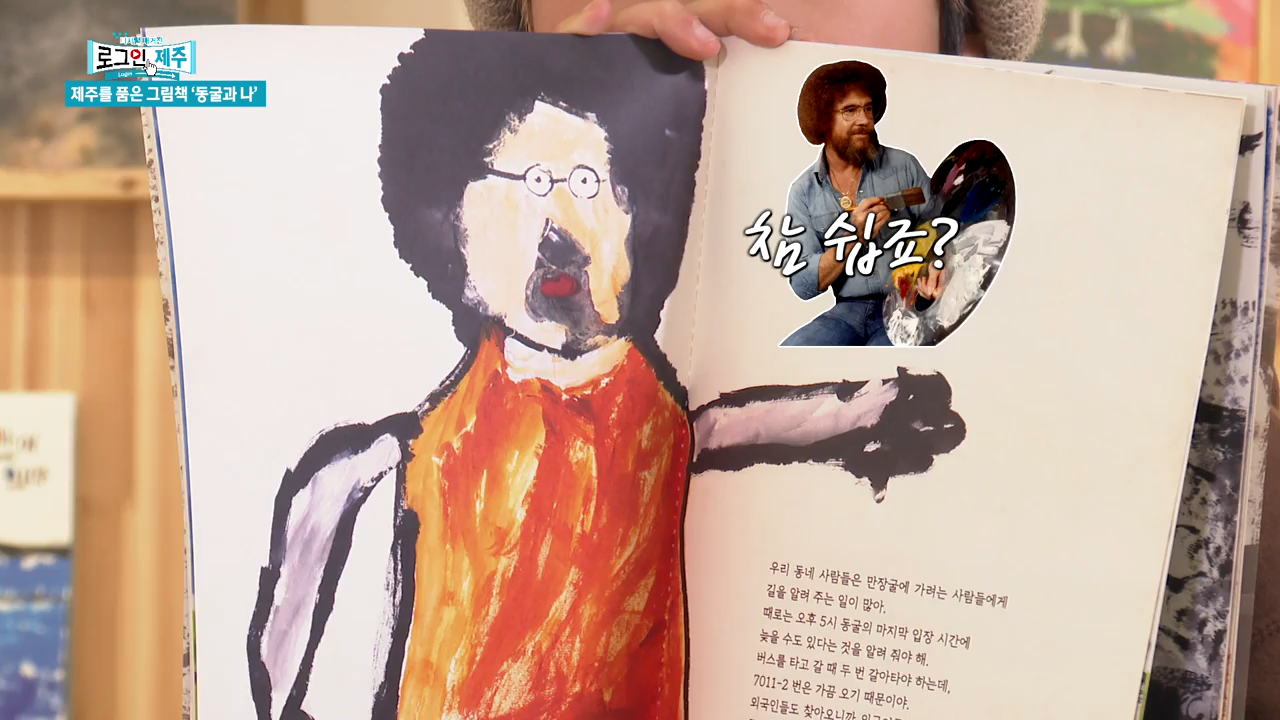 로그인 제주
Login
제주를 품은 그림책 ‘동굴과 나’
참 쉽죠?
우리 동네 사람들은 만장굴에 가려는 사람들에게
길을 알려 주는 일이 많아.
때로는 오후 5시 동굴의 마지막 입장 시간에
늦을 수도 있다는 것을 알려 줘야 해.
버스를 타고 갈 때 두 번 갈아타야 하는데,
7011-2 번은 가끔 오기 때문이야.
외국인들도 찾아오니까